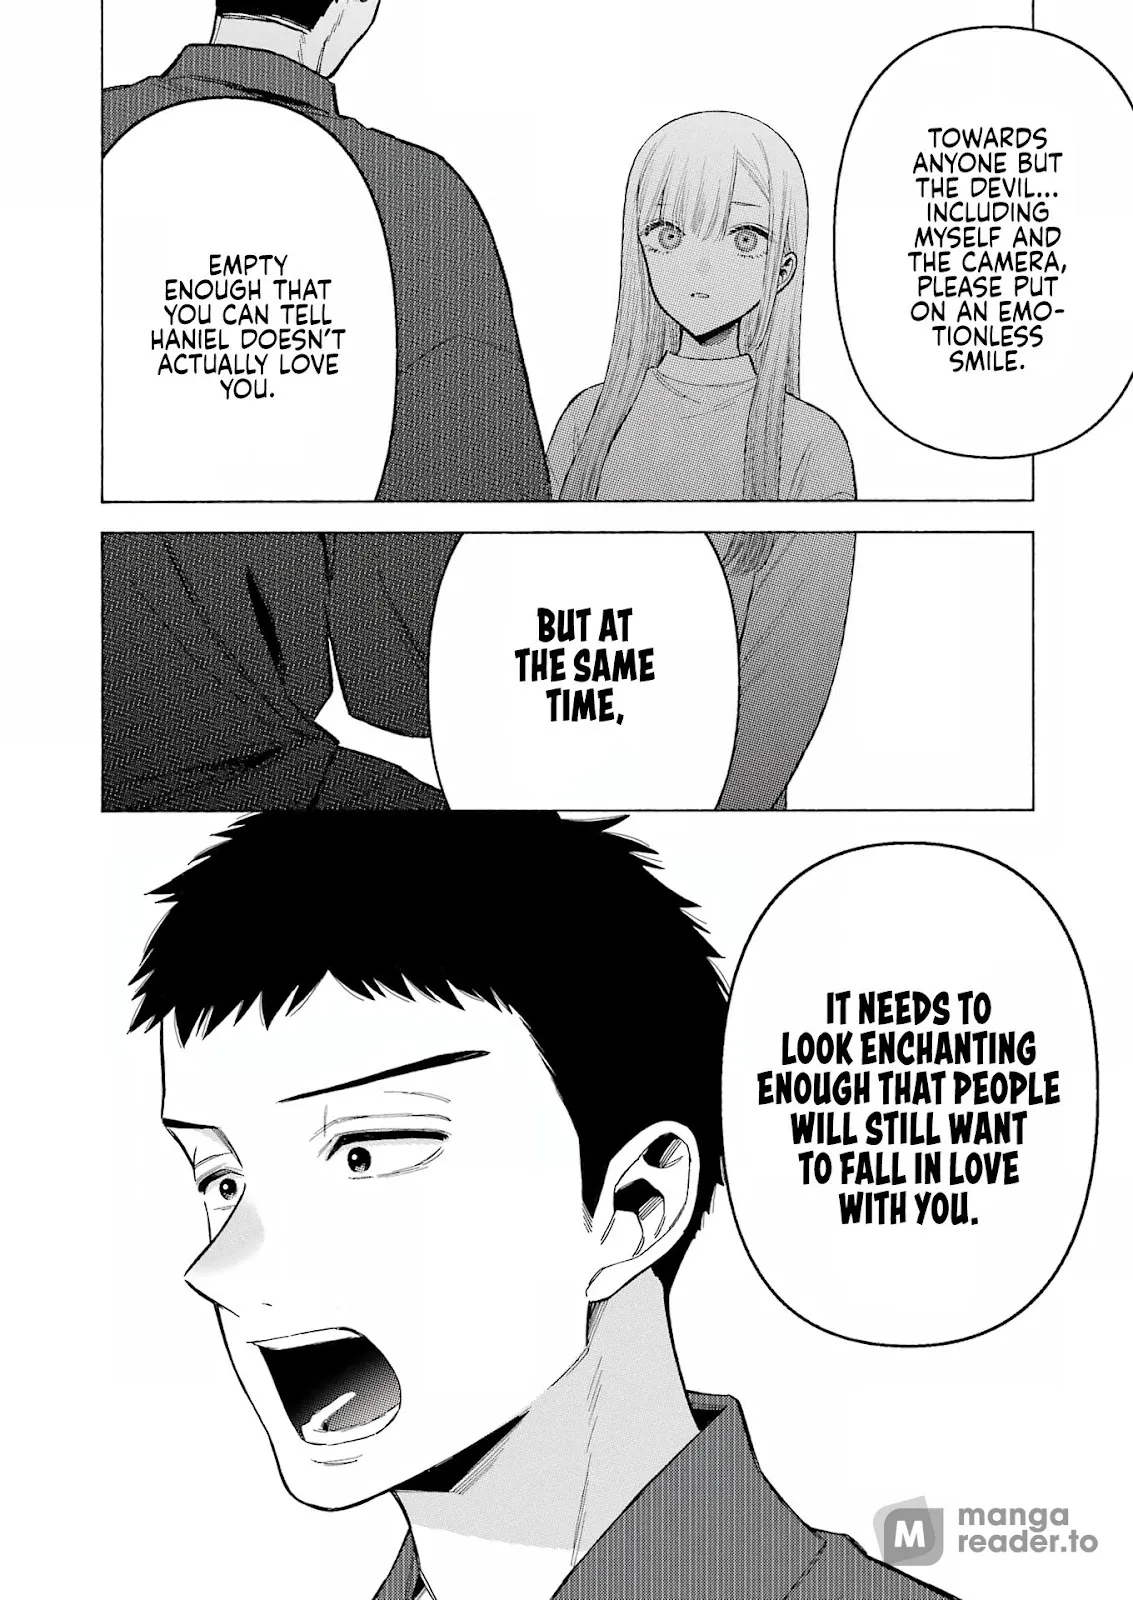 TOWARDS
ANYONE BUT
THE DEVIL...
INCLUDING
MYSELF AND
THE CAMERA,
PLEASE PUT
ON AN EMO-
TIONLESS
SMILE.
EMPTY
ENOUGH THAT
YOU CAN TELL
HANIEL DOESN'T
ACTUALLY LOVE
YOU.
BUT AT
THE SAME
TIME,
IT NEEDS TO
LOOK ENCHANTING
ENOUGH THAT PEOPLE
WILL STILL WANT
TO FALL IN LOVE
WITH YOU.
M manga
reader.to